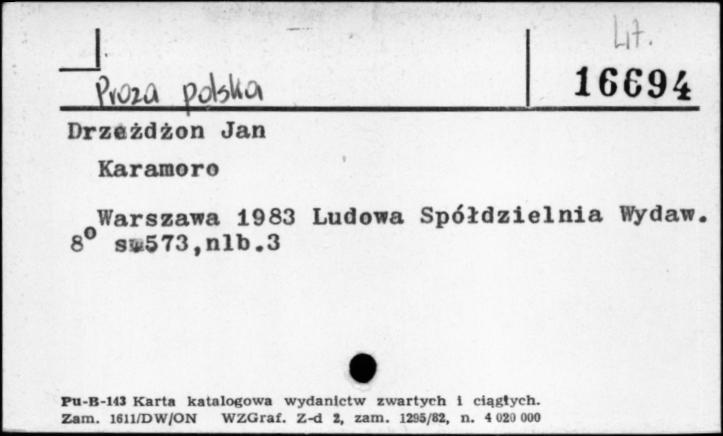 Lit.
Proza polska
16694
Drzeżdżon Jan
Karamoro
Warszawa 1983 Ludowa Spółdzielnia Wydaw.
8° s.573,nlb.3
Pu-B-143 Karta katalogowa wydanictw zwartych i ciągłych.
Zam. 1611/DW/ON WZGraf. Z-d 2, zam. 1295/82, n. 4 020 000